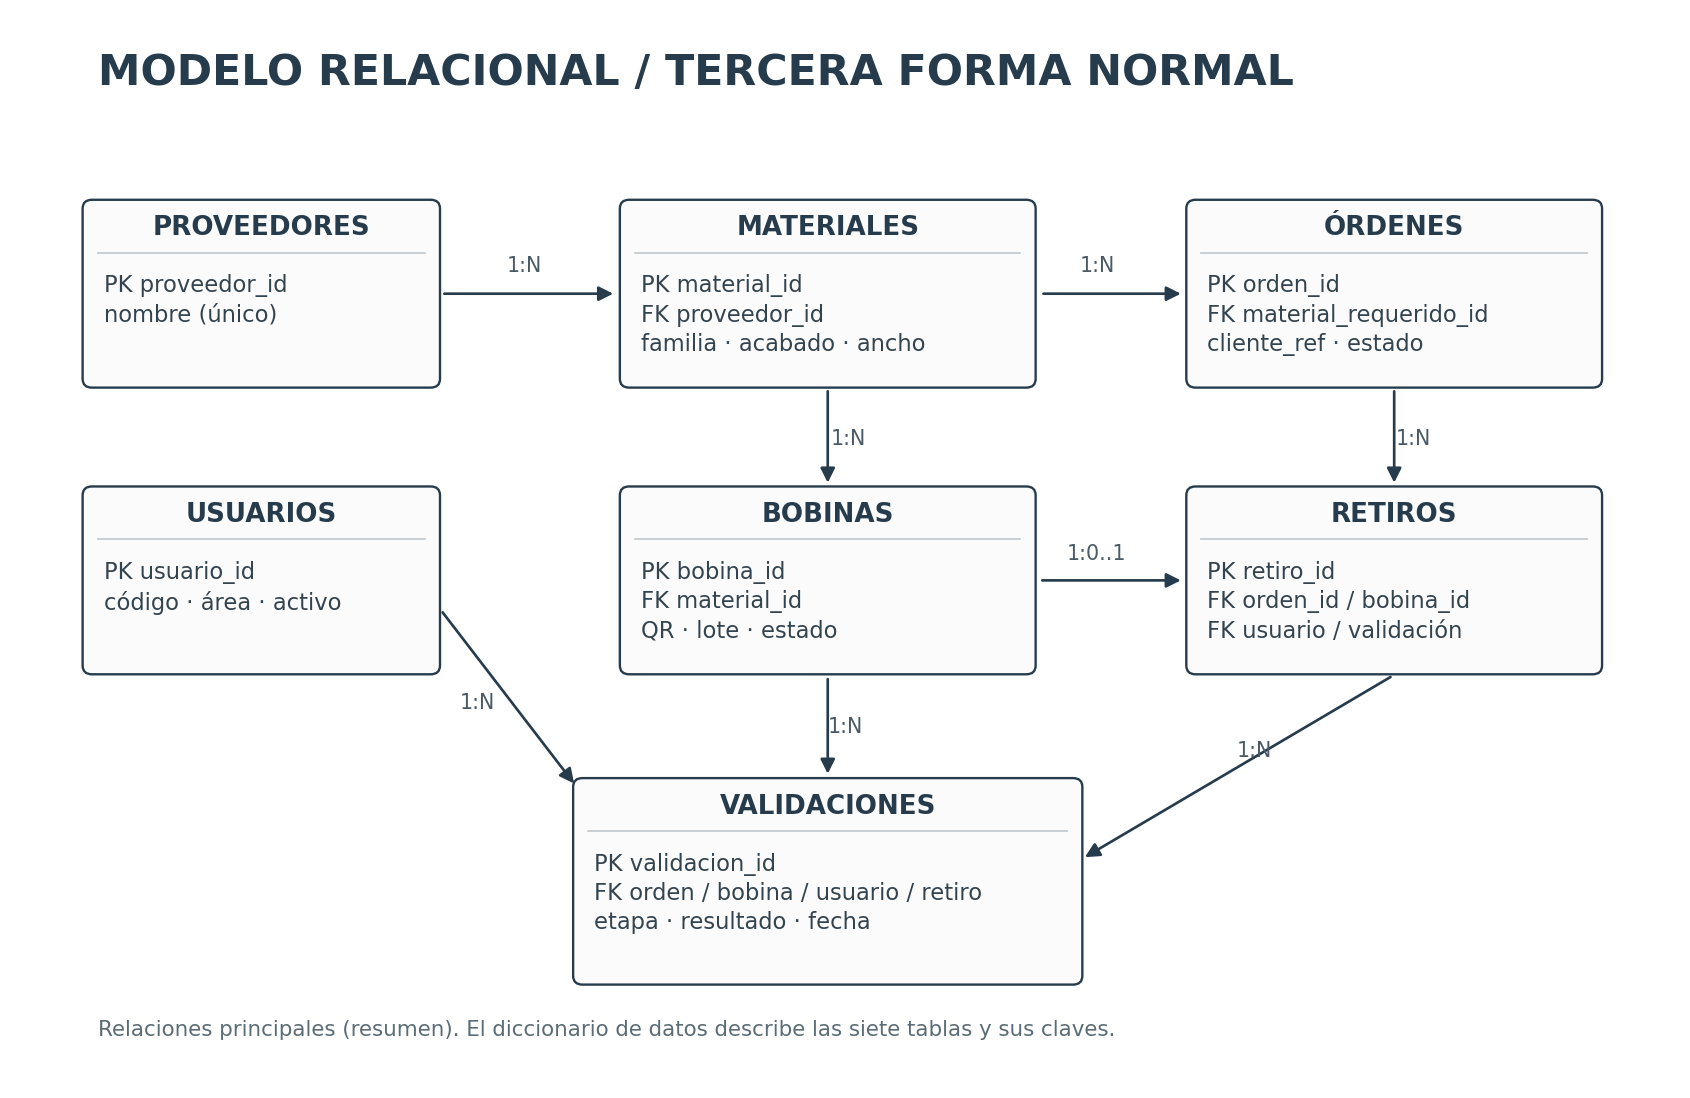 MODELO RELACIONAL / TERCERA FORMA NORMAL
PROVEEDORES
PK proveedor_id
nombre (único)
1:N
MATERIALES
PK material_id
FK proveedor_id
familia · acabado · ancho
1:N
ÓRDENES
PK orden_id
FK material_requerido_id
cliente_ref · estado
1:N
1:N
USUARIOS
PK usuario_id
código · área · activo
BOBINAS
PK bobina_id
FK material_id
QR · lote · estado
1:0..1
RETIROS
PK retiro_id
FK orden_id / bobina_id
FK usuario / validación
1:N
1:N
1:N
VALIDACIONES
PK validacion_id
FK orden / bobina / usuario / retiro
etapa · resultado · fecha
Relaciones principales (resumen). El diccionario de datos describe las siete tablas y sus claves.